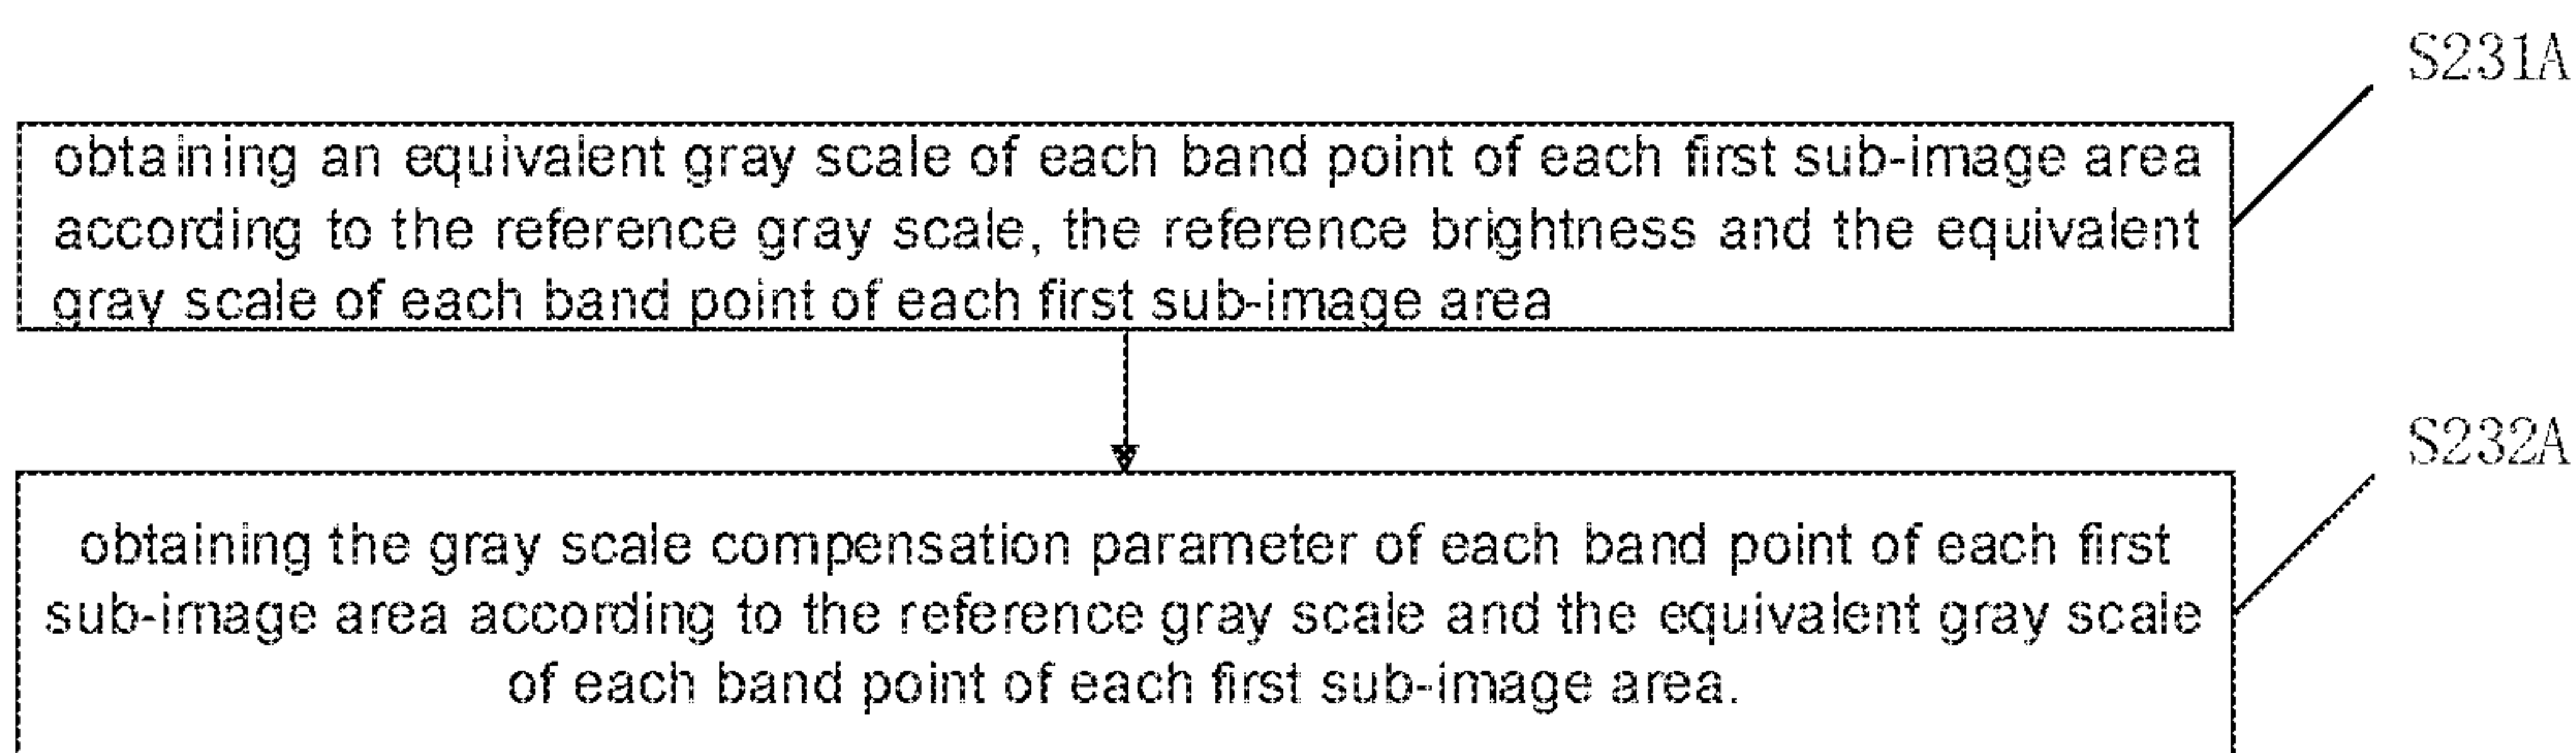 S231A
obtaining an equivalent gray scale of each band point of each first sub-image area
according to the reference gray scale, the reference brightness and the equivalent
gray scale of each band point of each first sub-image area
S232A
obtaining the gray scale compensation parameter of each band point of each first
sub-image area according to the reference gray scale and the equivalent gray scale
of each band point of each first sub-image area.